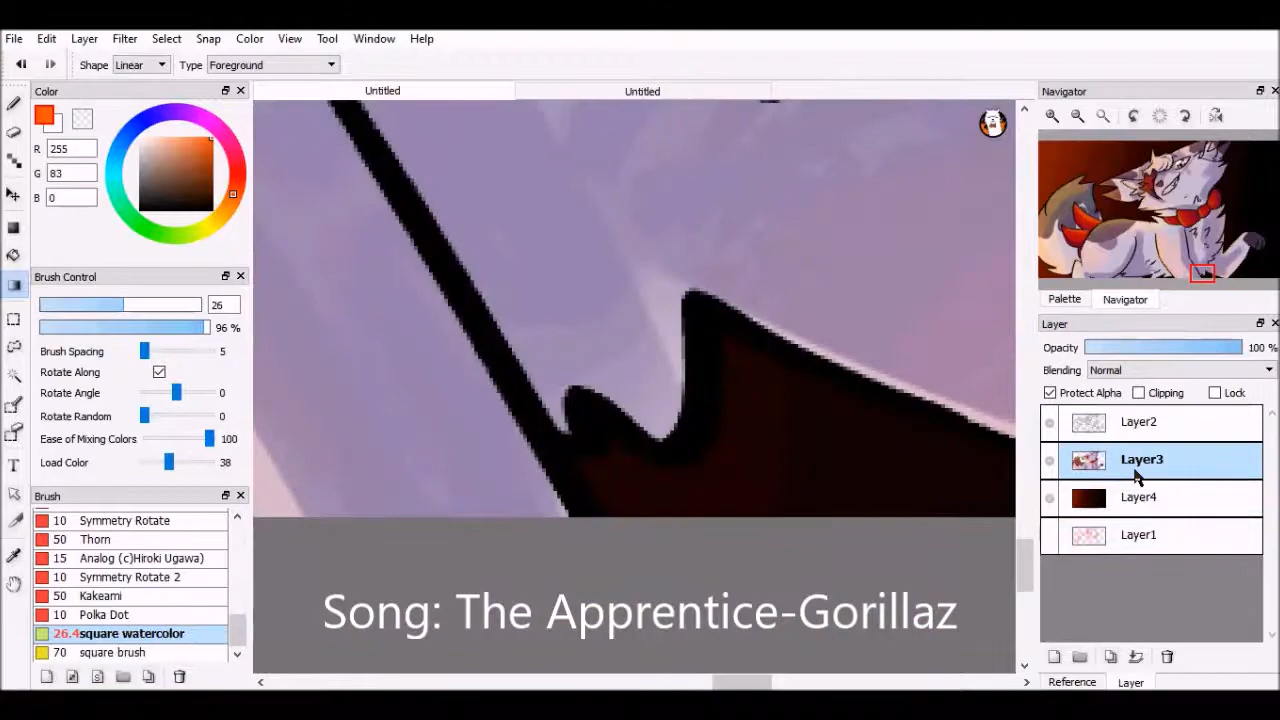 File Edit Layer Filter Select Snap Color View Tool Window Help
Shape Linear Type Foreground
Color
R 255
G 83
B 0
Brush Control
26
96 %
Brush Spacing 5
Rotate Along
Rotate Angle 0
Rotate Random 0
Ease of Mixing Colors 100
Load Color 38
Brush
10 Symmetry Rotate
50 Thorn
15 Analog (c)Hiroki Ugawa)
10 Symmetry Rotate 2
50 Kakeami
10 Polka Dot
26.4 square watercolor
70 square brush
Untitled Untitled
Song: The Apprentice-Gorillaz
Navigator
Palette Navigator
Layer
Opacity 100 %
Blending Normal
Protect Alpha Clipping Lock
Layer2
Layer3
Layer4
Layer1
Reference Layer